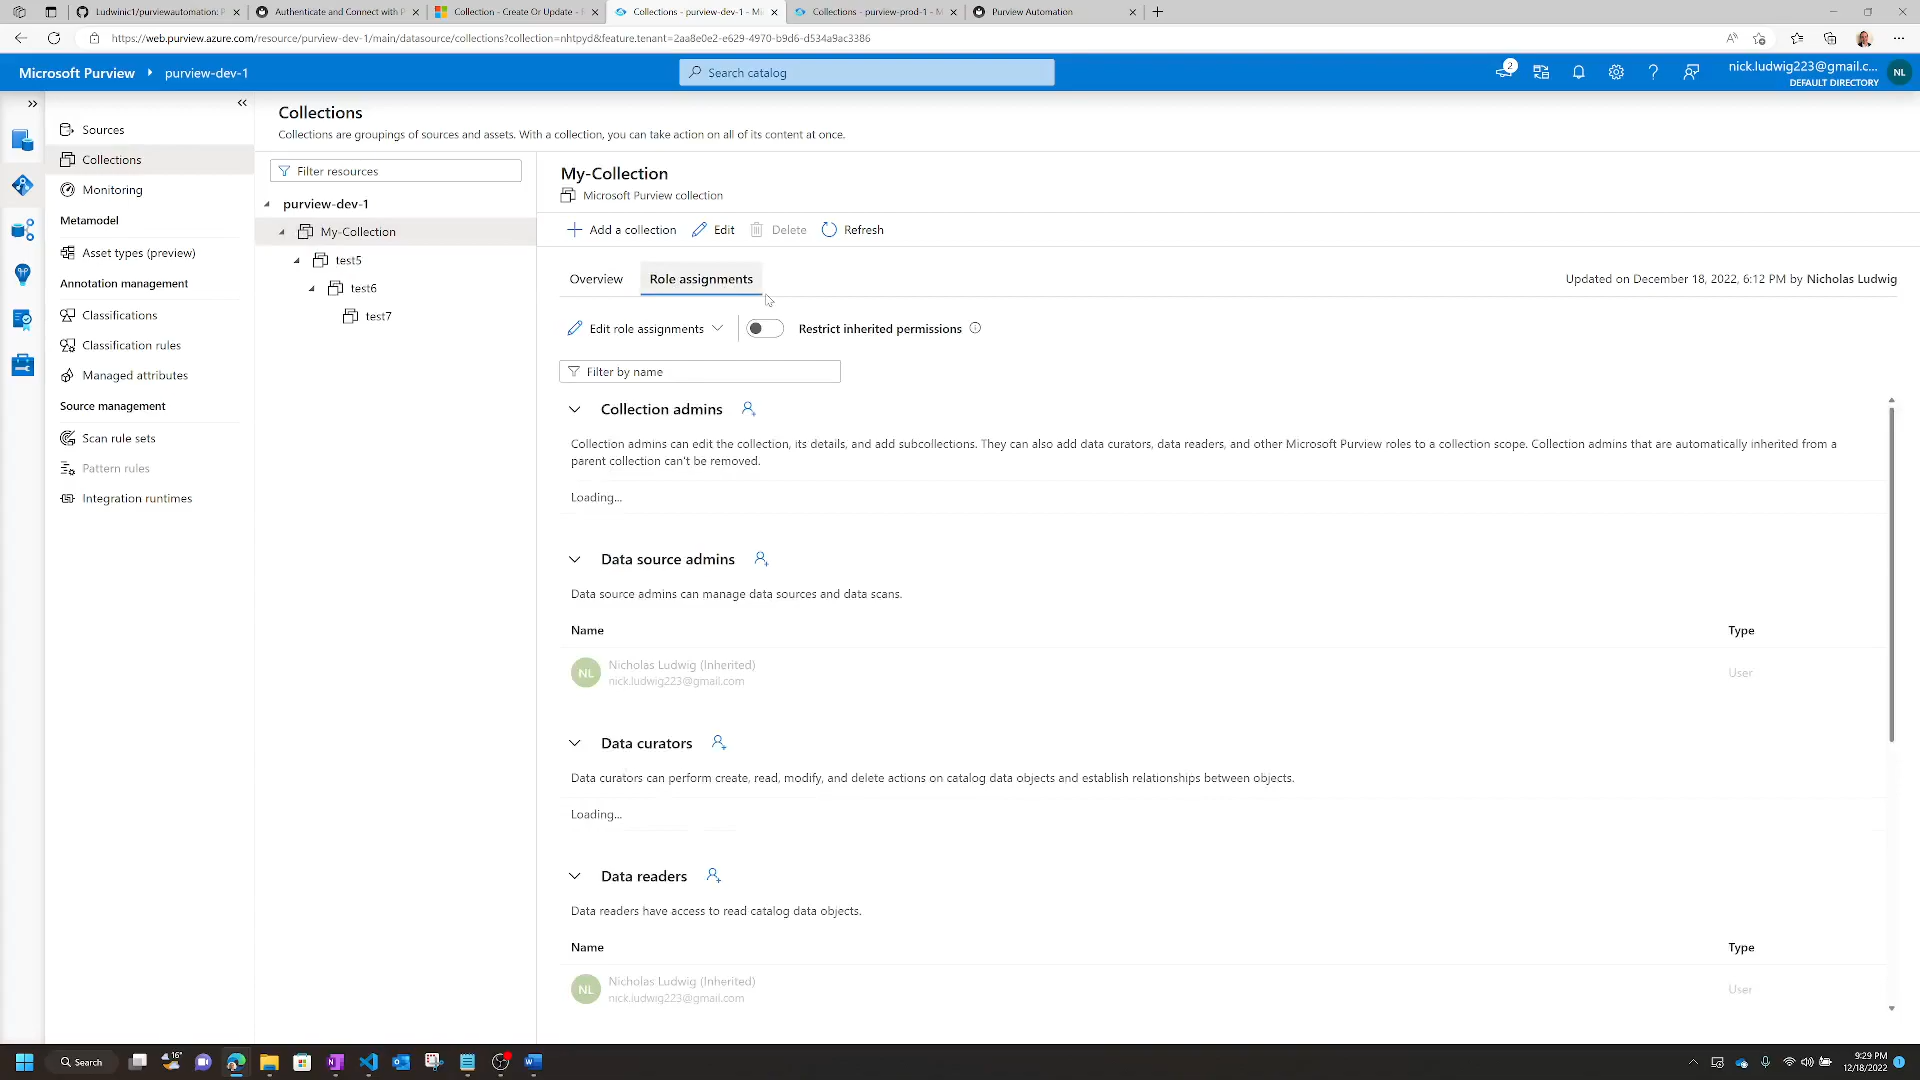 Ludwinic1/purviewautomation: P
Authenticate and Connect with P
Collection - Create Or Update -
Collections - purview-dev-1 - Mi
Collections - purview-prod-1 - M
Purview Automation
https://web.purview.azure.com/resource/purview-dev-1/main/datasource/collections?collection=nhtpyd&feature.tenant=2aa8e0e2-e629-4970-b9d6-d534a9ac3386
Microsoft Purview
purview-dev-1
Search catalog
2
nick.ludwig223@gmail.c...
DEFAULT DIRECTORY
NL
Sources
Collections
Monitoring
Metamodel
Asset types (preview)
Annotation management
Classifications
Classification rules
Managed attributes
Source management
Scan rule sets
Pattern rules
Integration runtimes
Collections
Collections are groupings of sources and assets. With a collection, you can take action on all of its content at once.
Filter resources
purview-dev-1
My-Collection
test5
test6
test7
My-Collection
Microsoft Purview collection
Add a collection
Edit
Delete
Refresh
Overview
Role assignments
Updated on December 18, 2022, 6:12 PM by Nicholas Ludwig
Edit role assignments
Restrict inherited permissions
Filter by name
Collection admins
Collection admins can edit the collection, its details, and add subcollections. They can also add data curators, data readers, and other Microsoft Purview roles to a collection scope. Collection admins that are automatically inherited from a
parent collection can't be removed.
Loading...
Data source admins
Data source admins can manage data sources and data scans.
Name
Type
NL
Nicholas Ludwig (Inherited)
nick.ludwig223@gmail.com
User
Data curators
Data curators can perform create, read, modify, and delete actions on catalog data objects and establish relationships between objects.
Loading...
Data readers
Data readers have access to read catalog data objects.
Name
Type
NL
Nicholas Ludwig (Inherited)
nick.ludwig223@gmail.com
User
Search
16°
9:29 PM
12/18/2022
1